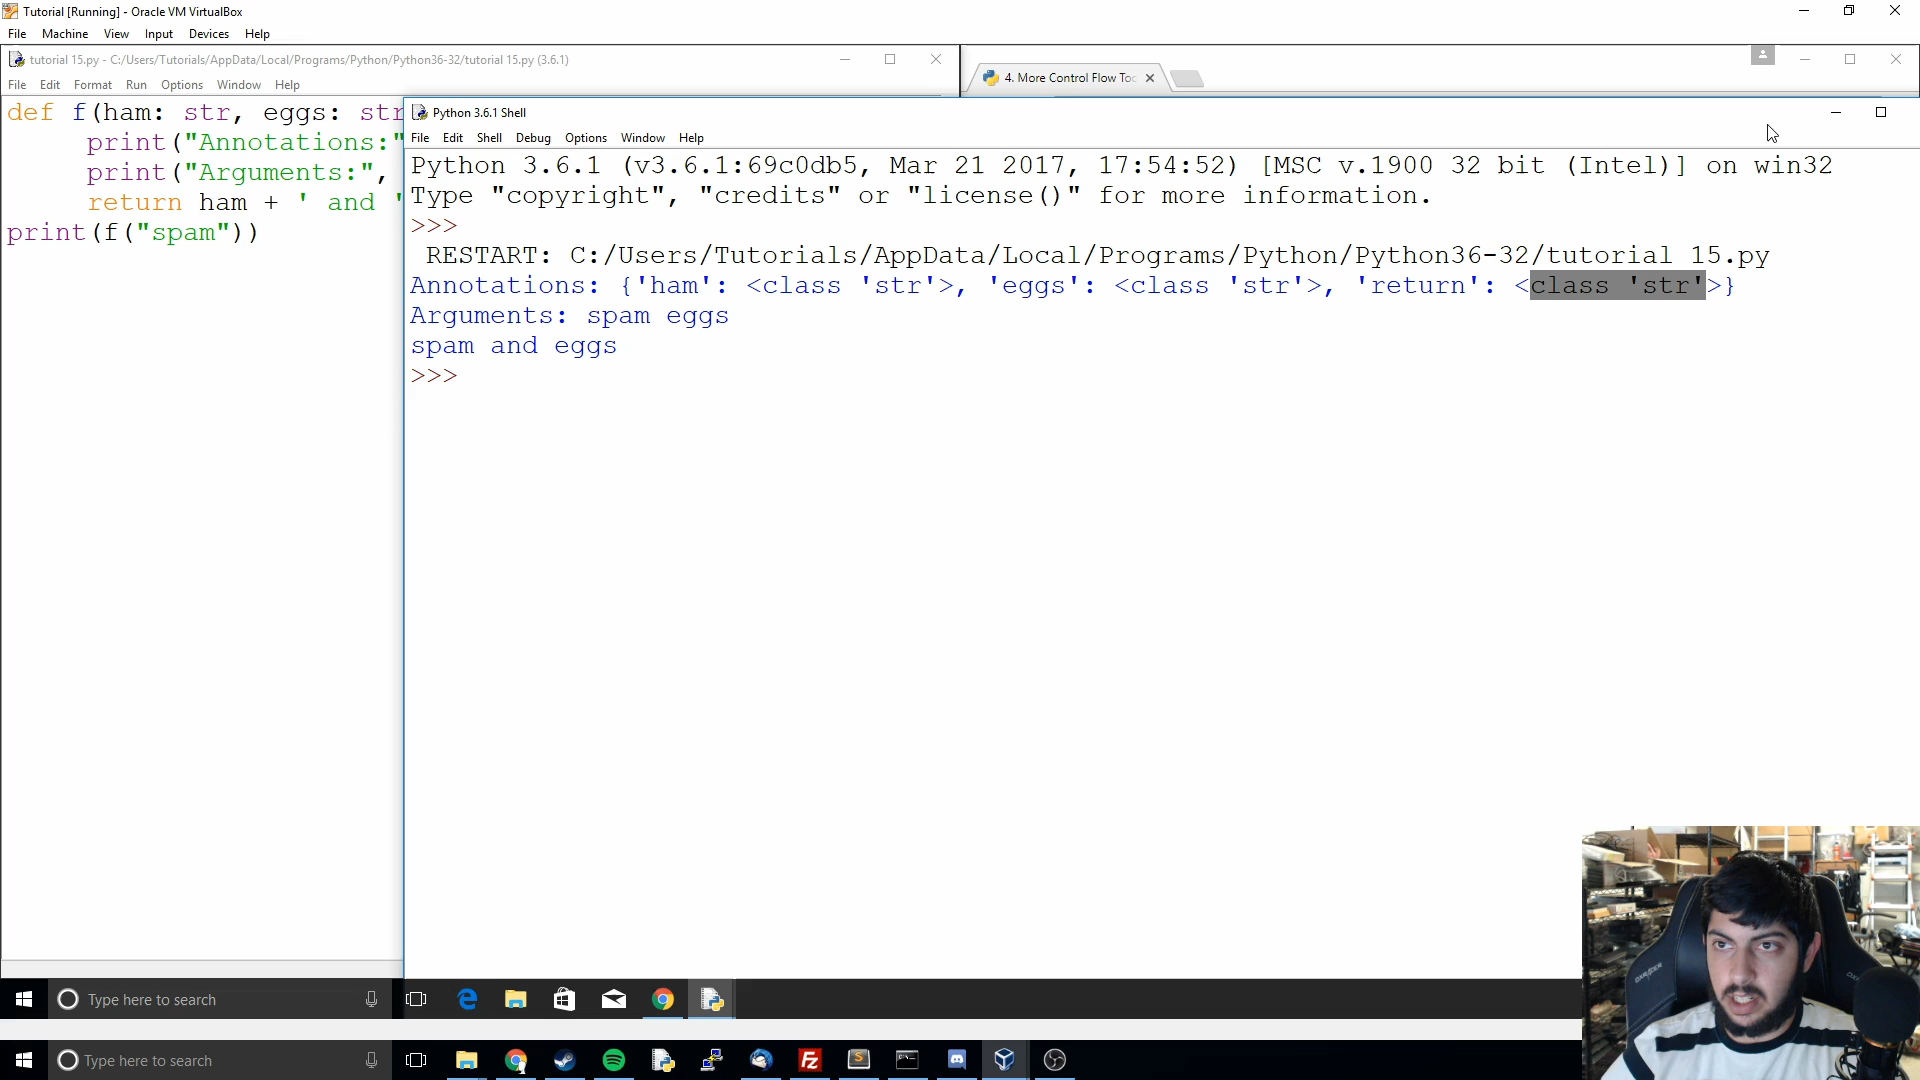 Tutorial [Running] - Oracle VM VirtualBox
File Machine View Input Devices Help
tutorial 15.py - C:/Users/Tutorials/AppData/Local/Programs/Python/Python36-32/tutorial 15.py (3.6.1)
File Edit Format Run Options Window Help
4. More Control Flow Too
def f(ham: str, eggs: str
print("Annotations:"
print("Arguments:",
return ham + ' and '
print(f("spam"))
Python 3.6.1 Shell
File Edit Shell Debug Options Window Help
Python 3.6.1 (v3.6.1:69c0db5, Mar 21 2017, 17:54:52) [MSC v.1900 32 bit (Intel)] on win32
Type "copyright", "credits" or "license()" for more information.
>>>
RESTART: C:/Users/Tutorials/AppData/Local/Programs/Python/Python36-32/tutorial 15.py
Annotations: {'ham': <class 'str'>, 'eggs': <class 'str'>, 'return': <class 'str'>}
Arguments: spam eggs
spam and eggs
>>>
Type here to search
Type here to search